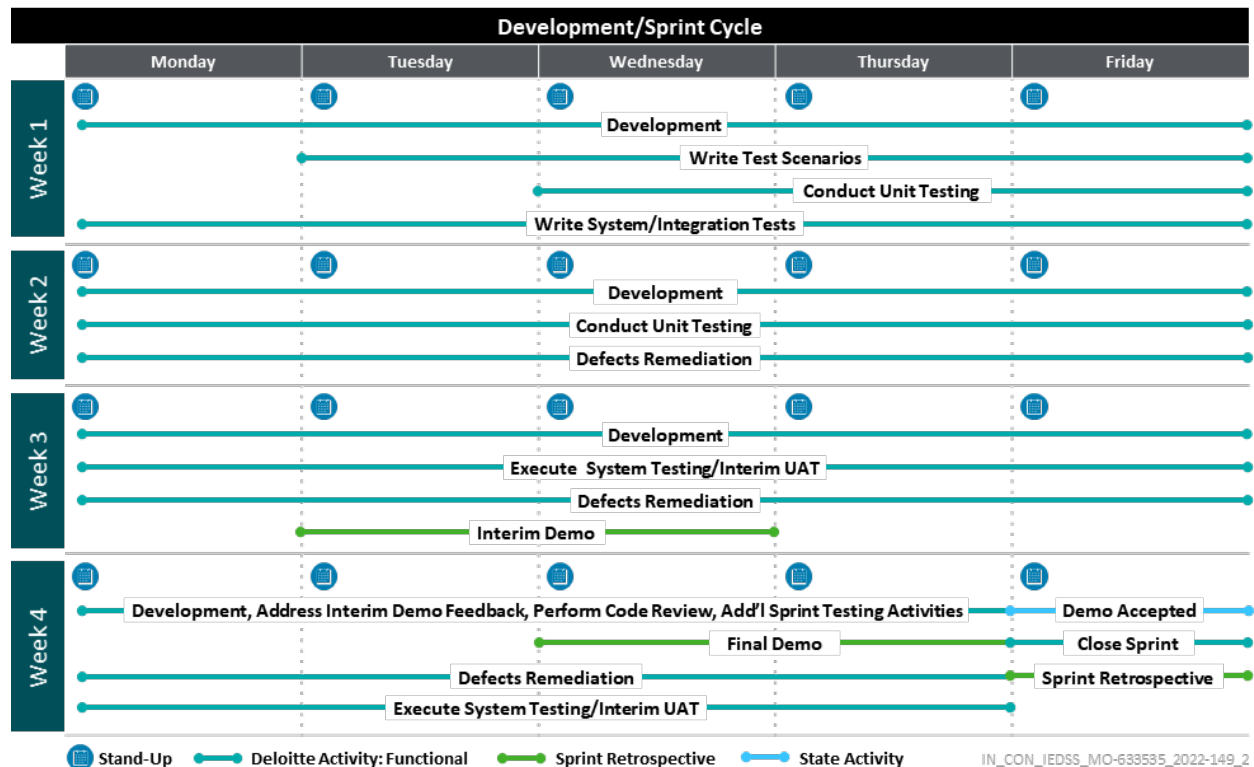 Development/Sprint Cycle
Monday Tuesday Wednesday Thursday Friday
Week 1
Development
Write Test Scenarios
Conduct Unit Testing
Write System/Integration Tests
Week 2
Development
Conduct Unit Testing
Defects Remediation
Week 3
Development
Execute System Testing/Interim UAT
Defects Remediation
Interim Demo
Week 4
Development, Address Interim Demo Feedback, Perform Code Review, Add'l Sprint Testing Activities Demo Accepted
Final Demo Close Sprint
Defects Remediation Sprint Retrospective
Execute System Testing/Interim UAT
Stand-Up Deloitte Activity: Functional Sprint Retrospective State Activity IN_CON_IEDSS_MO-633535_2022-149_2